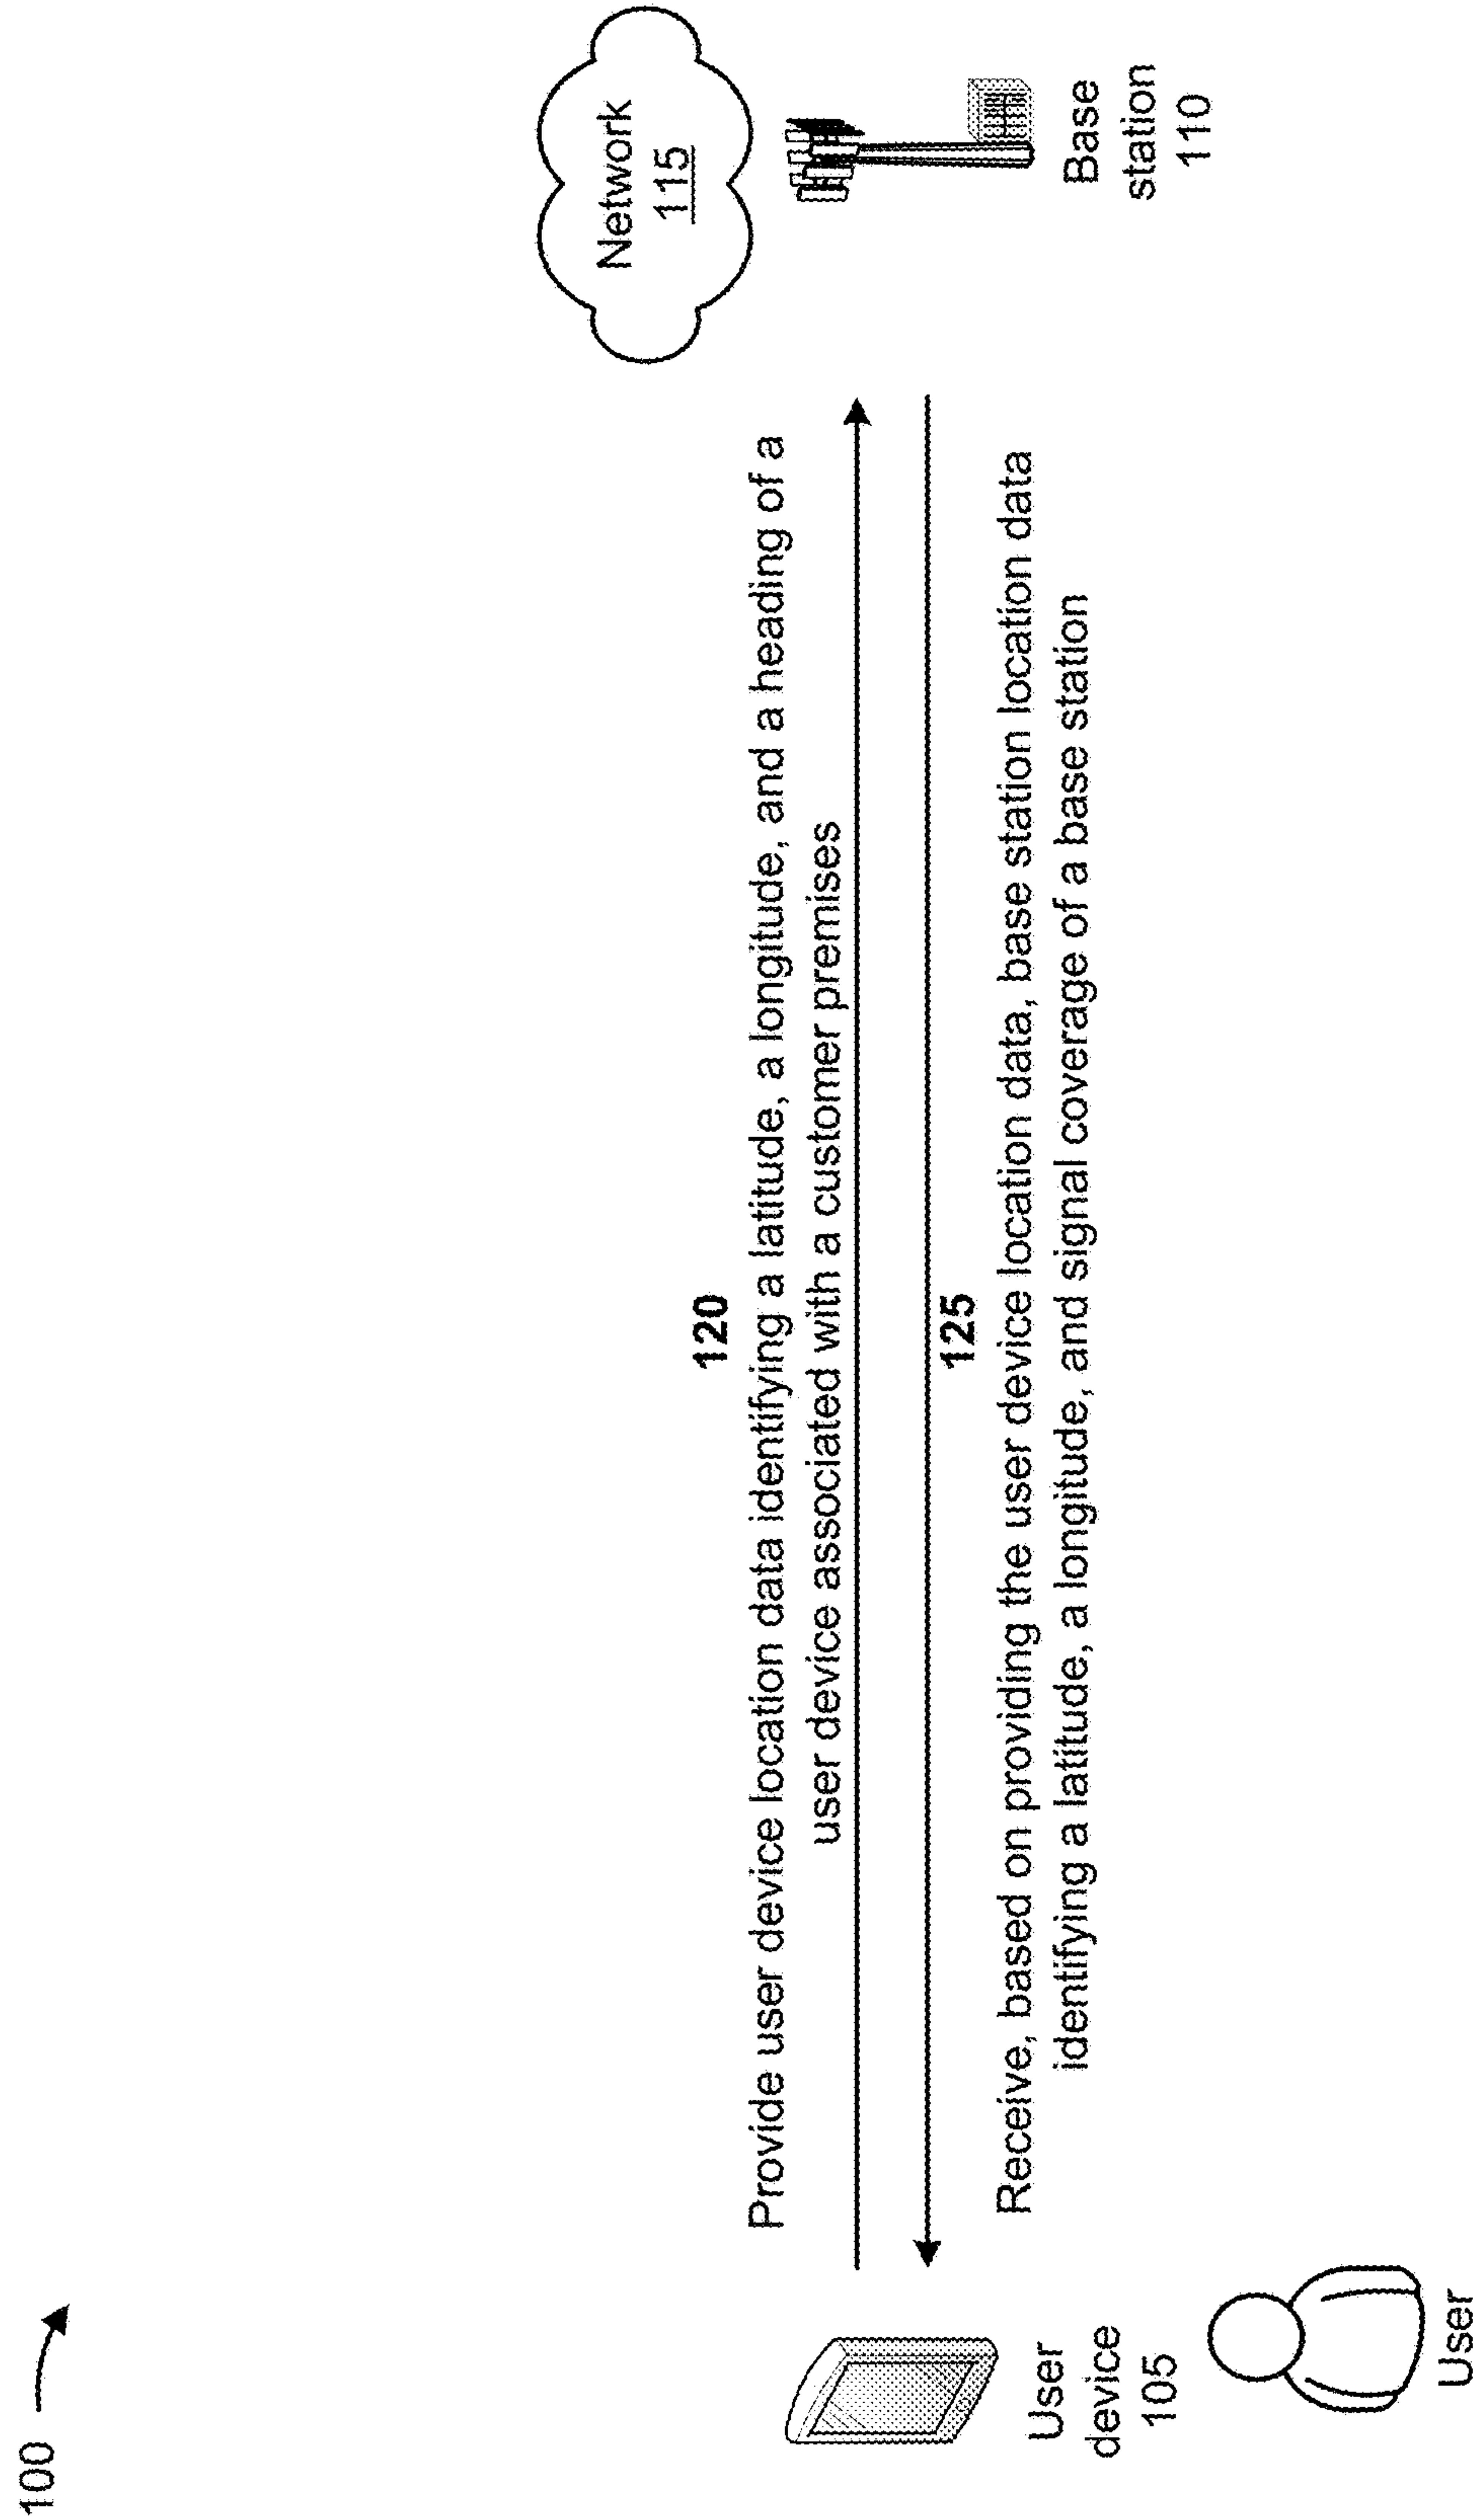 100
Network
115
120
Provide user device location data identifying a latitude, a longitude, and a heading of a
user device associated with a customer premises
125
Receive, based on providing the user device location data, base station location data
identifying a latitude, a longitude, and signal coverage of a base station
User
device
105
Base
station
110
User